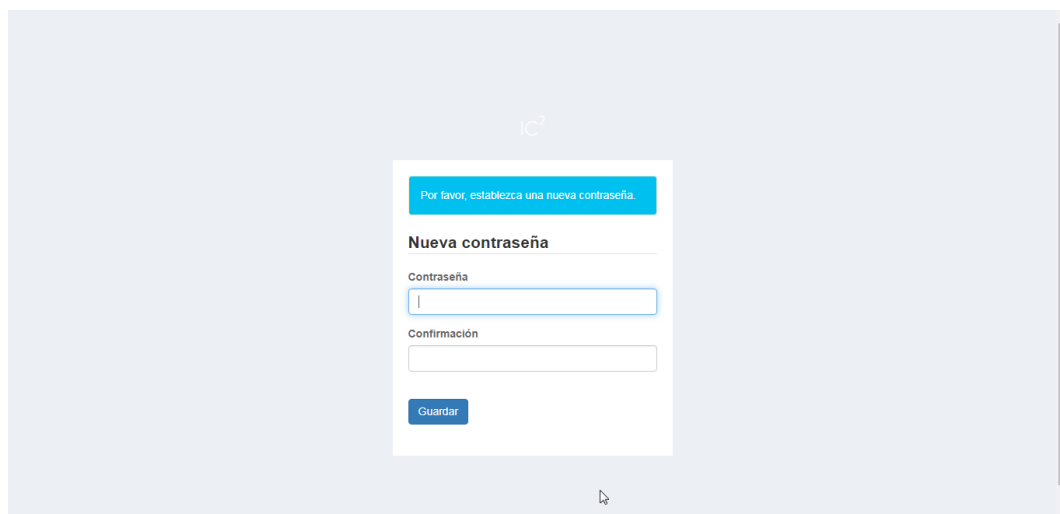 IC²
Por favor, establezca una nueva contraseña.
Nueva contraseña
Contraseña
Confirmación
Guardar